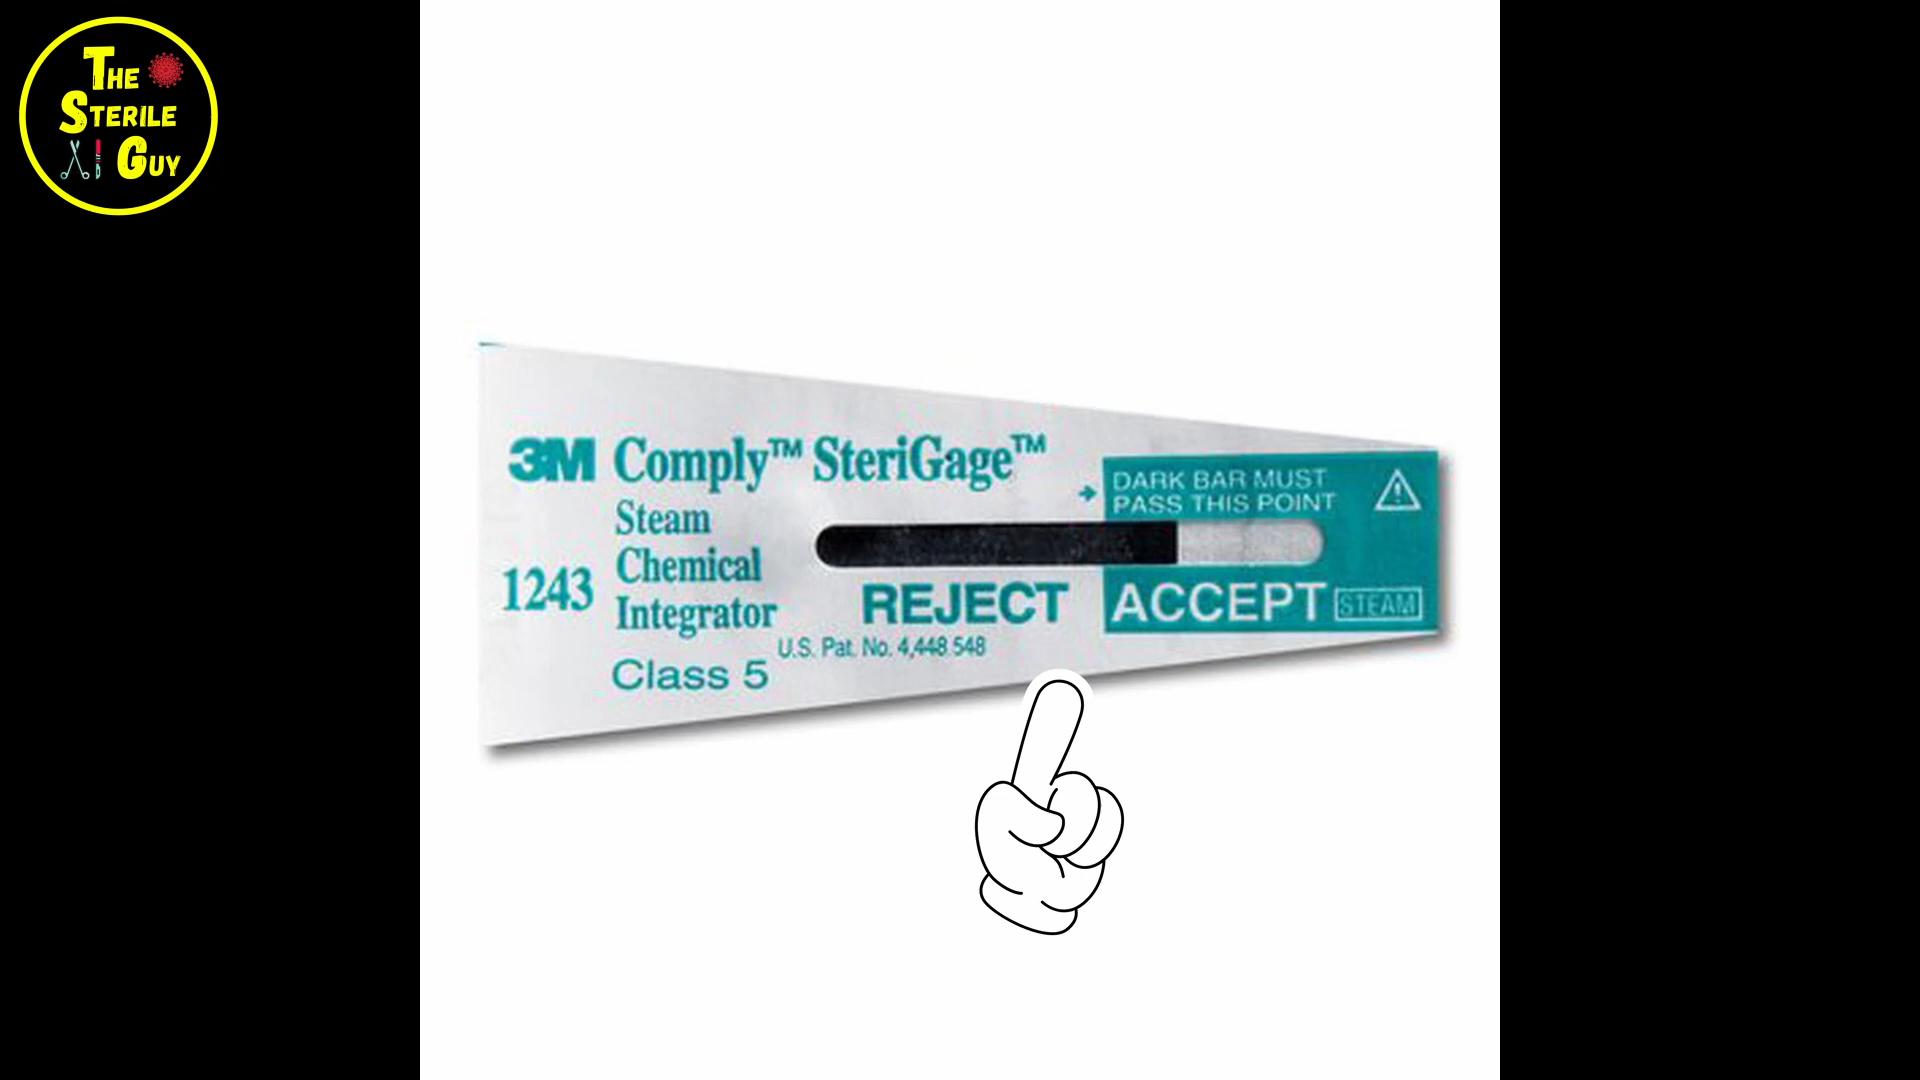 The
Sterile
Guy
3M Comply™ SteriGage™
Steam
Chemical
Integrator
1243
Class 5
→ DARK BAR MUST
PASS THIS POINT
REJECT
ACCEPT STEAM
U.S. Pat. No. 4,448 548